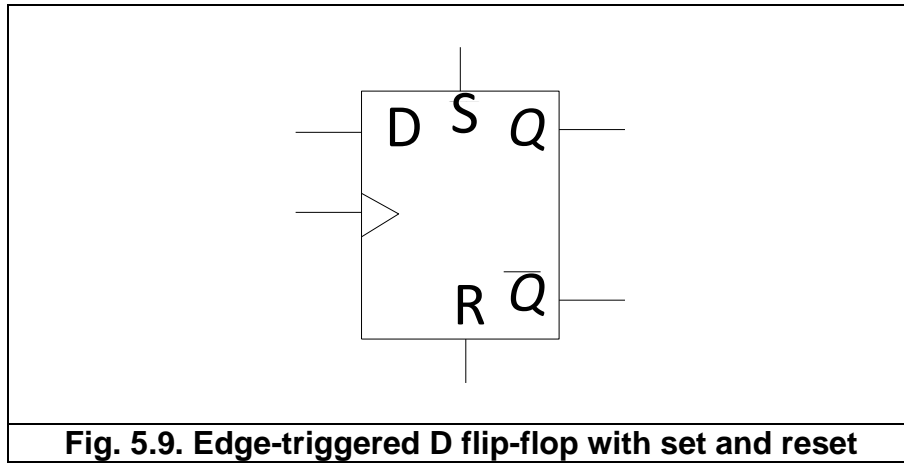 D S Q
R Q̅
Fig. 5.9. Edge-triggered D flip-flop with set and reset